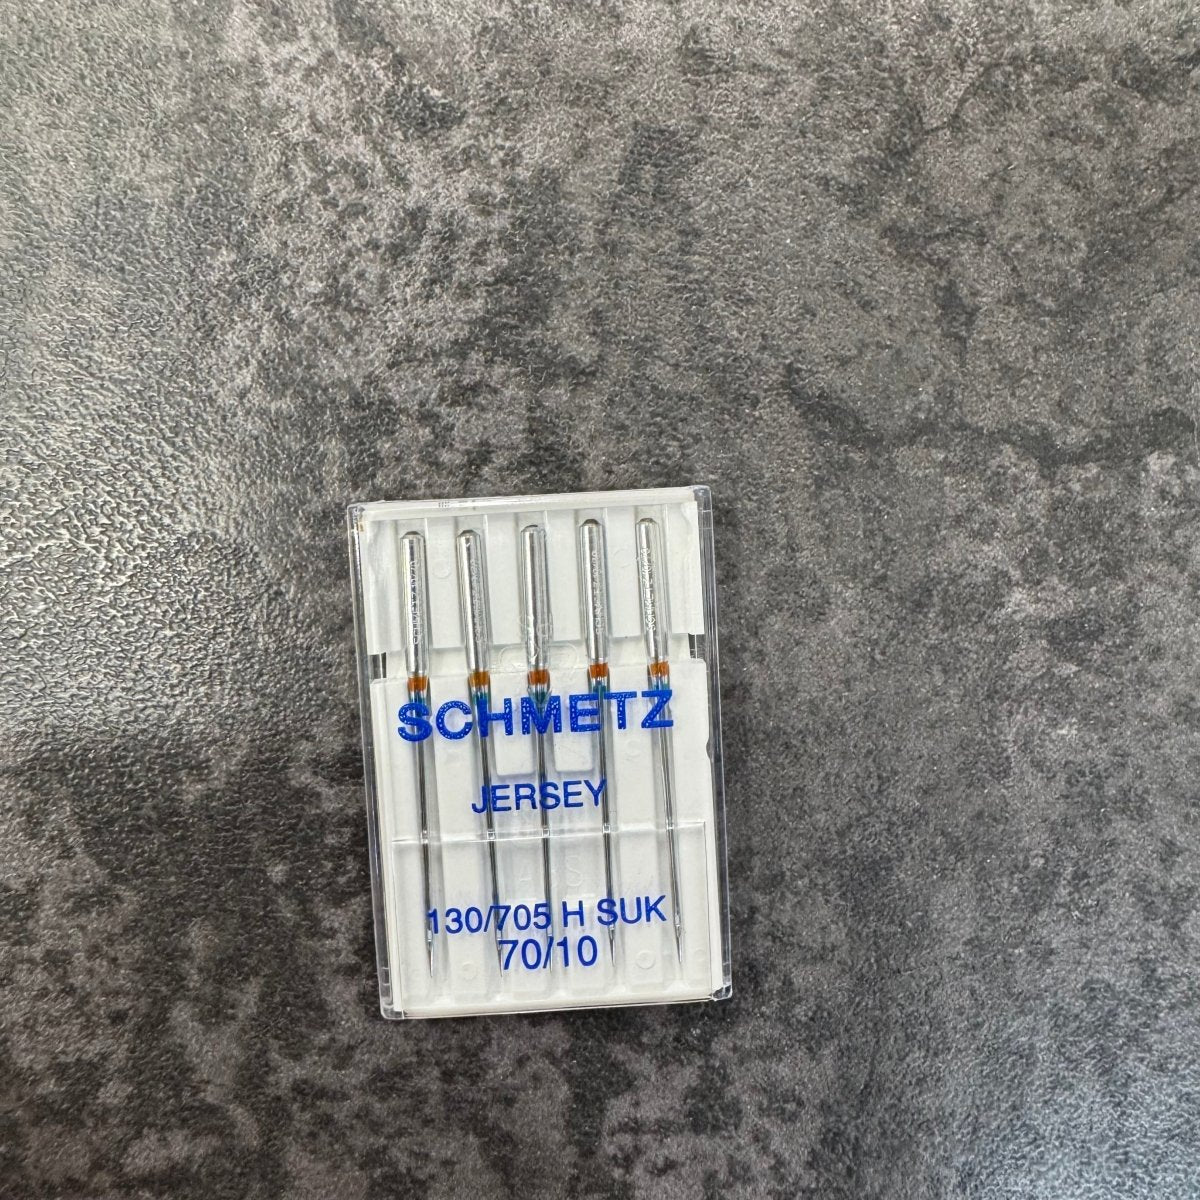 SCHMETZ
JERSEY
130/705 H SUK
70/10